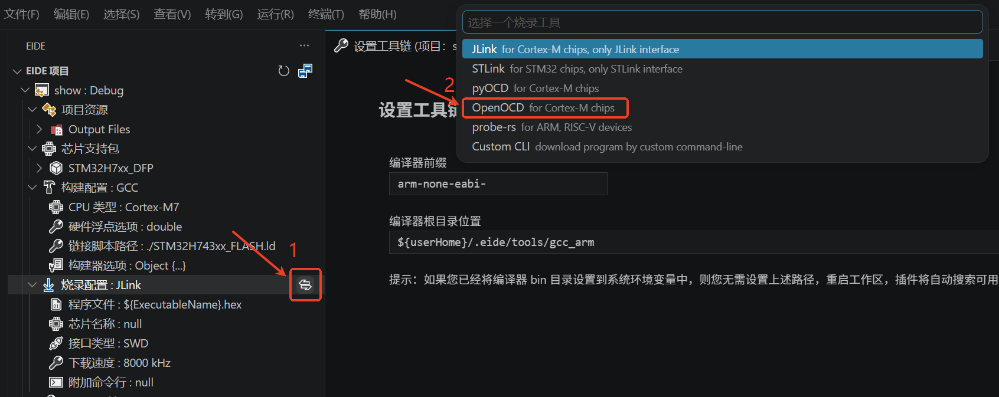 文件(F) 编辑(E) 选择(S) 查看(V) 转到(G) 运行(R) 终端(T) 帮助(H)
EIDE
EIDE 项目
show : Debug
项目资源
Output Files
芯片支持包
STM32H7xx_DFP
构建配置 : GCC
CPU 类型 : Cortex-M7
硬件浮点选项 : double
链接脚本路径 : ./STM32H743xx_FLASH.ld
构建器选项 : Object {...}
烧录配置 : JLink
程序文件 : ${ExecutableName}.hex
芯片名称 : null
接口类型 : SWD
下载速度 : 8000 kHz
附加命令行 : null
1
设置工具链 (项目： s
选择一个烧录工具
JLink for Cortex-M chips, only JLink interface
STLink for STM32 chips, only STLink interface
pyOCD for Cortex-M chips
OpenOCD for Cortex-M chips
probe-rs for ARM, RISC-V devices
Custom CLI download program by custom command-line
2
设置工具链
编译器前缀
arm-none-eabi-
编译器根目录位置
${userHome}/.eide/tools/gcc_arm
提示：如果您已经将编译器 bin 目录设置到系统环境变量中，则您无需设置上述路径，重启工作区，插件将自动搜索可用